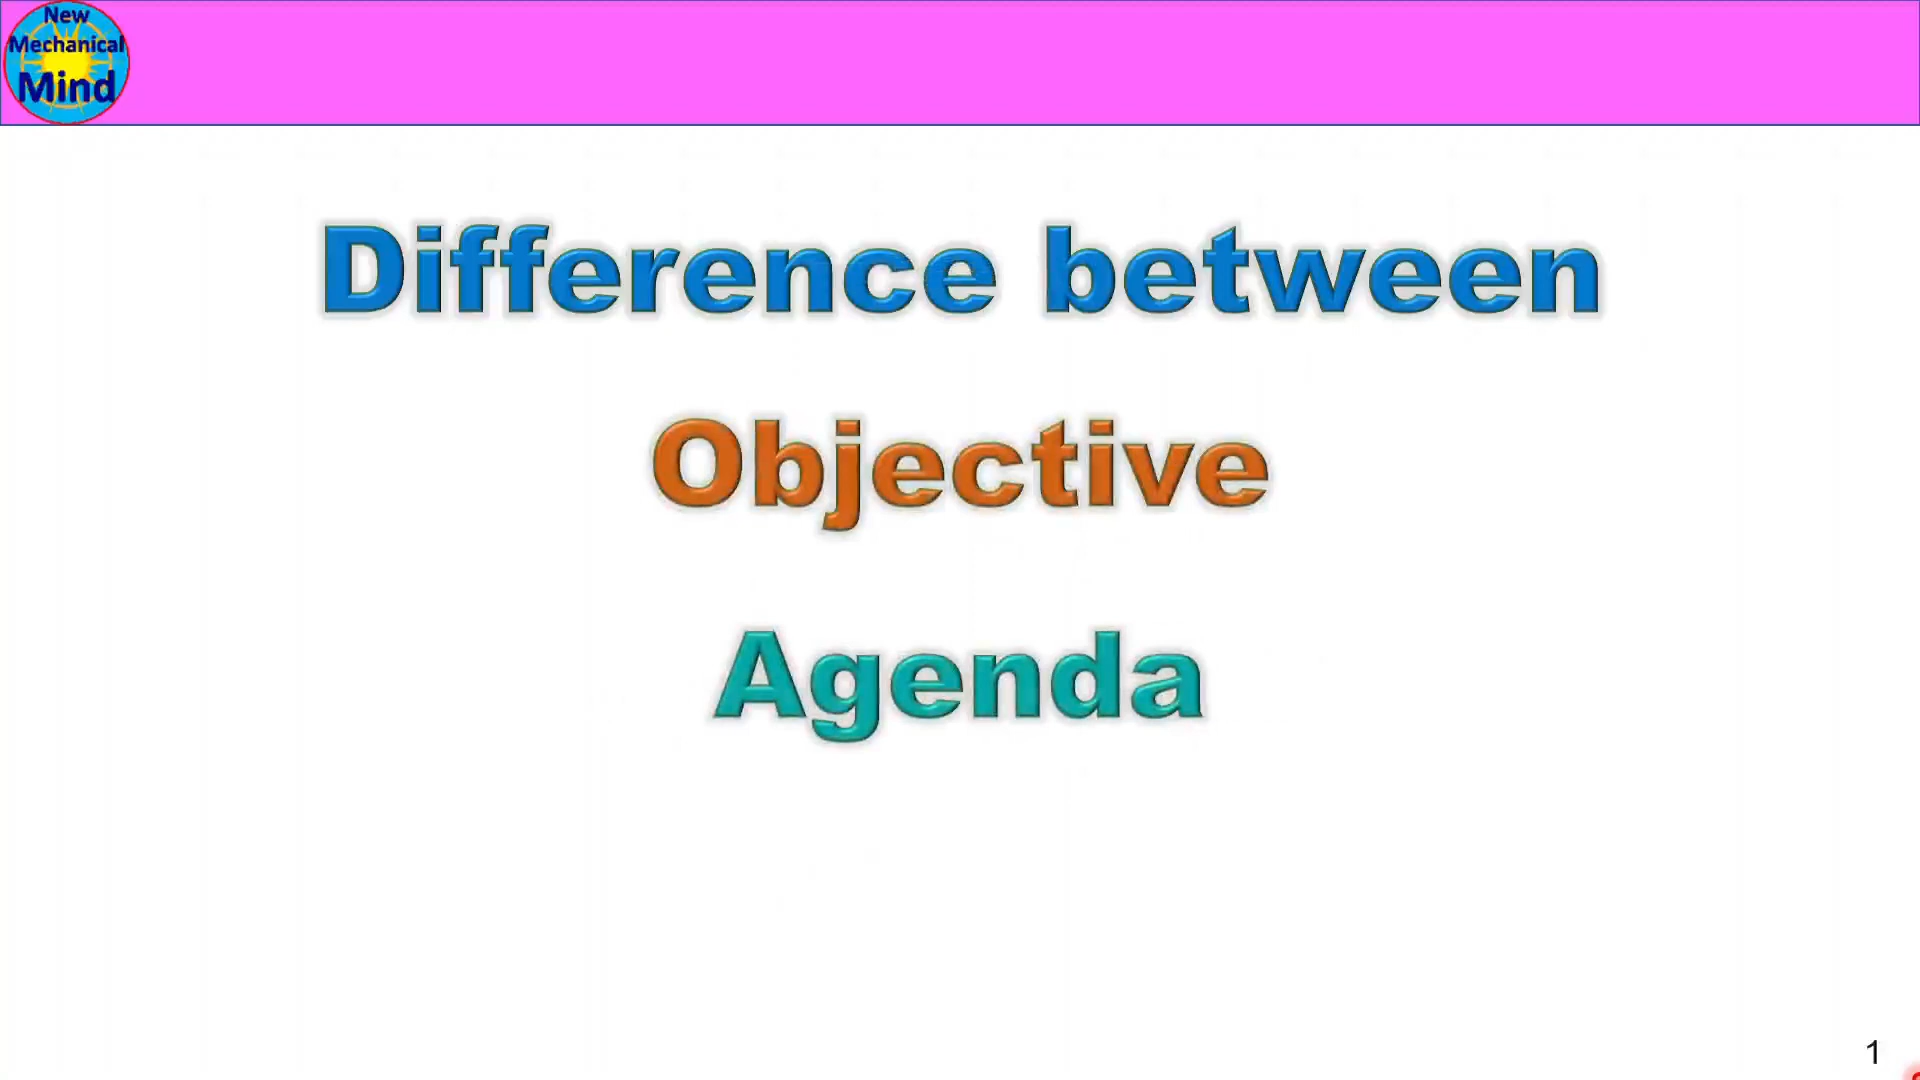 New
Mechanical
Mind
Difference between
Objective
Agenda
1